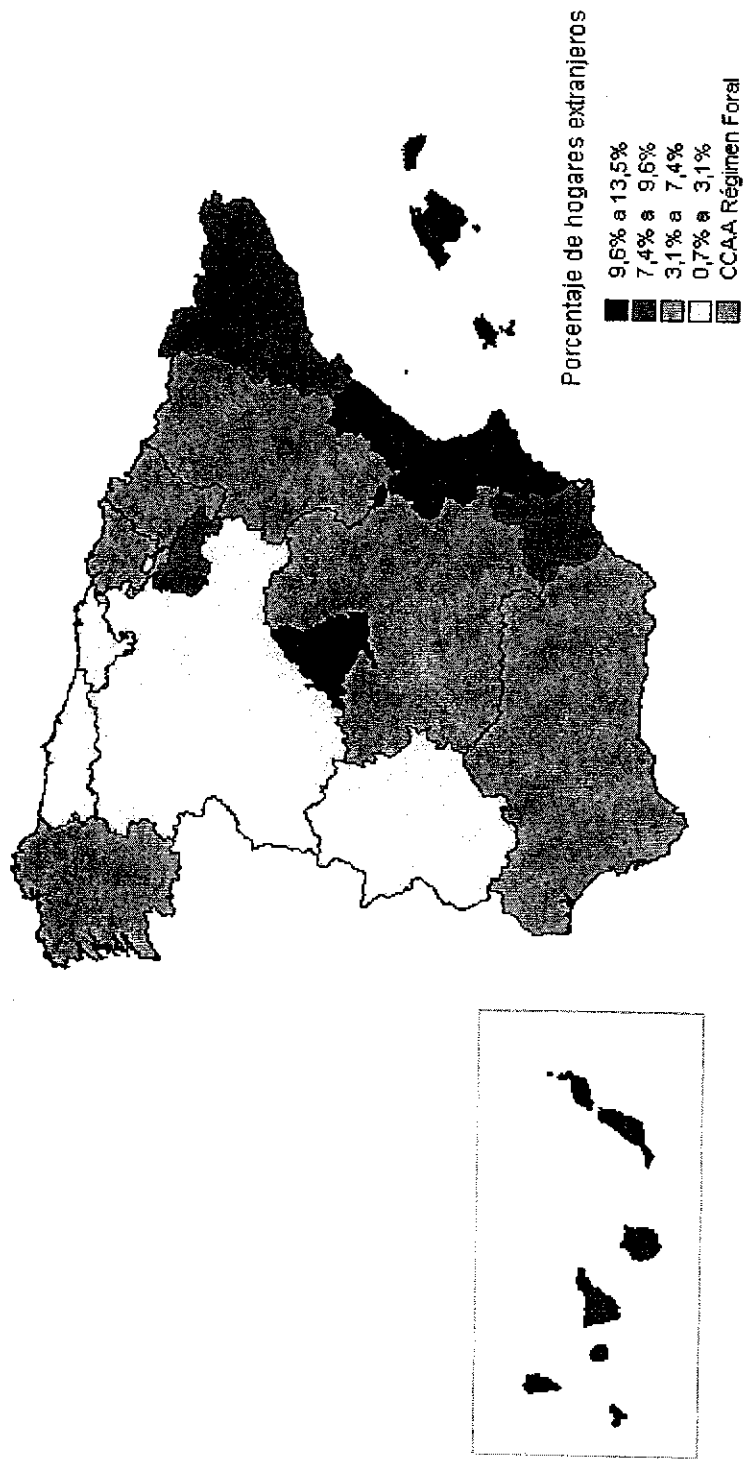 Porcentaje de hogares extranjeros
9,6% a 13,5%
7,4% a 9,6%
3,1% a 7,4%
0,7% a 3,1%
CCAA Régimen Foral